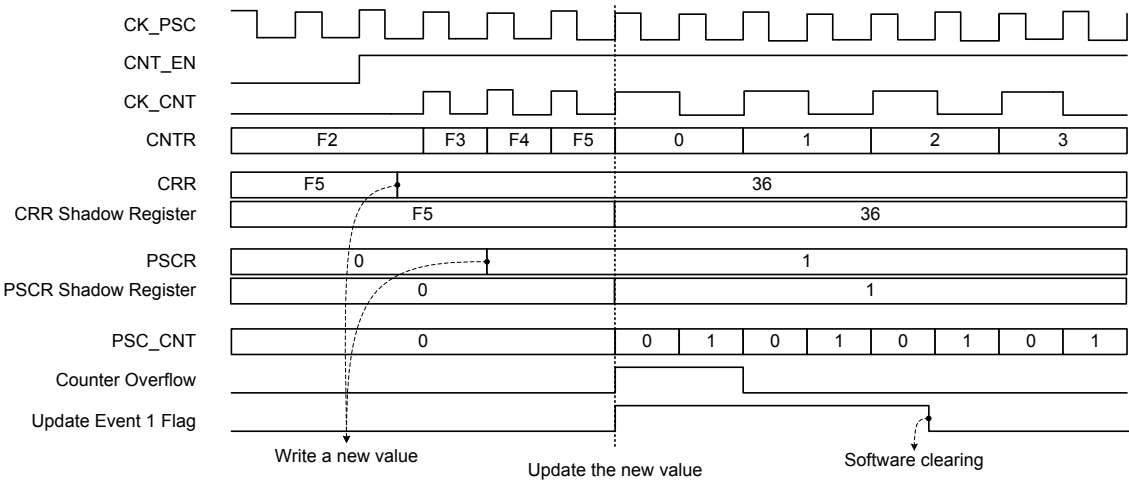 CK_PSC
CNT_EN
CK_CNT
CNTR F2 F3 F4 F5 0 1 2 3
CRR F5 36
CRR Shadow Register F5 36
PSCR 0 1
PSCR Shadow Register 0 1
PSC_CNT 0 0 1 0 1 0 1 0 1
Counter Overflow
Update Event 1 Flag
Write a new value Update the new value Software clearing